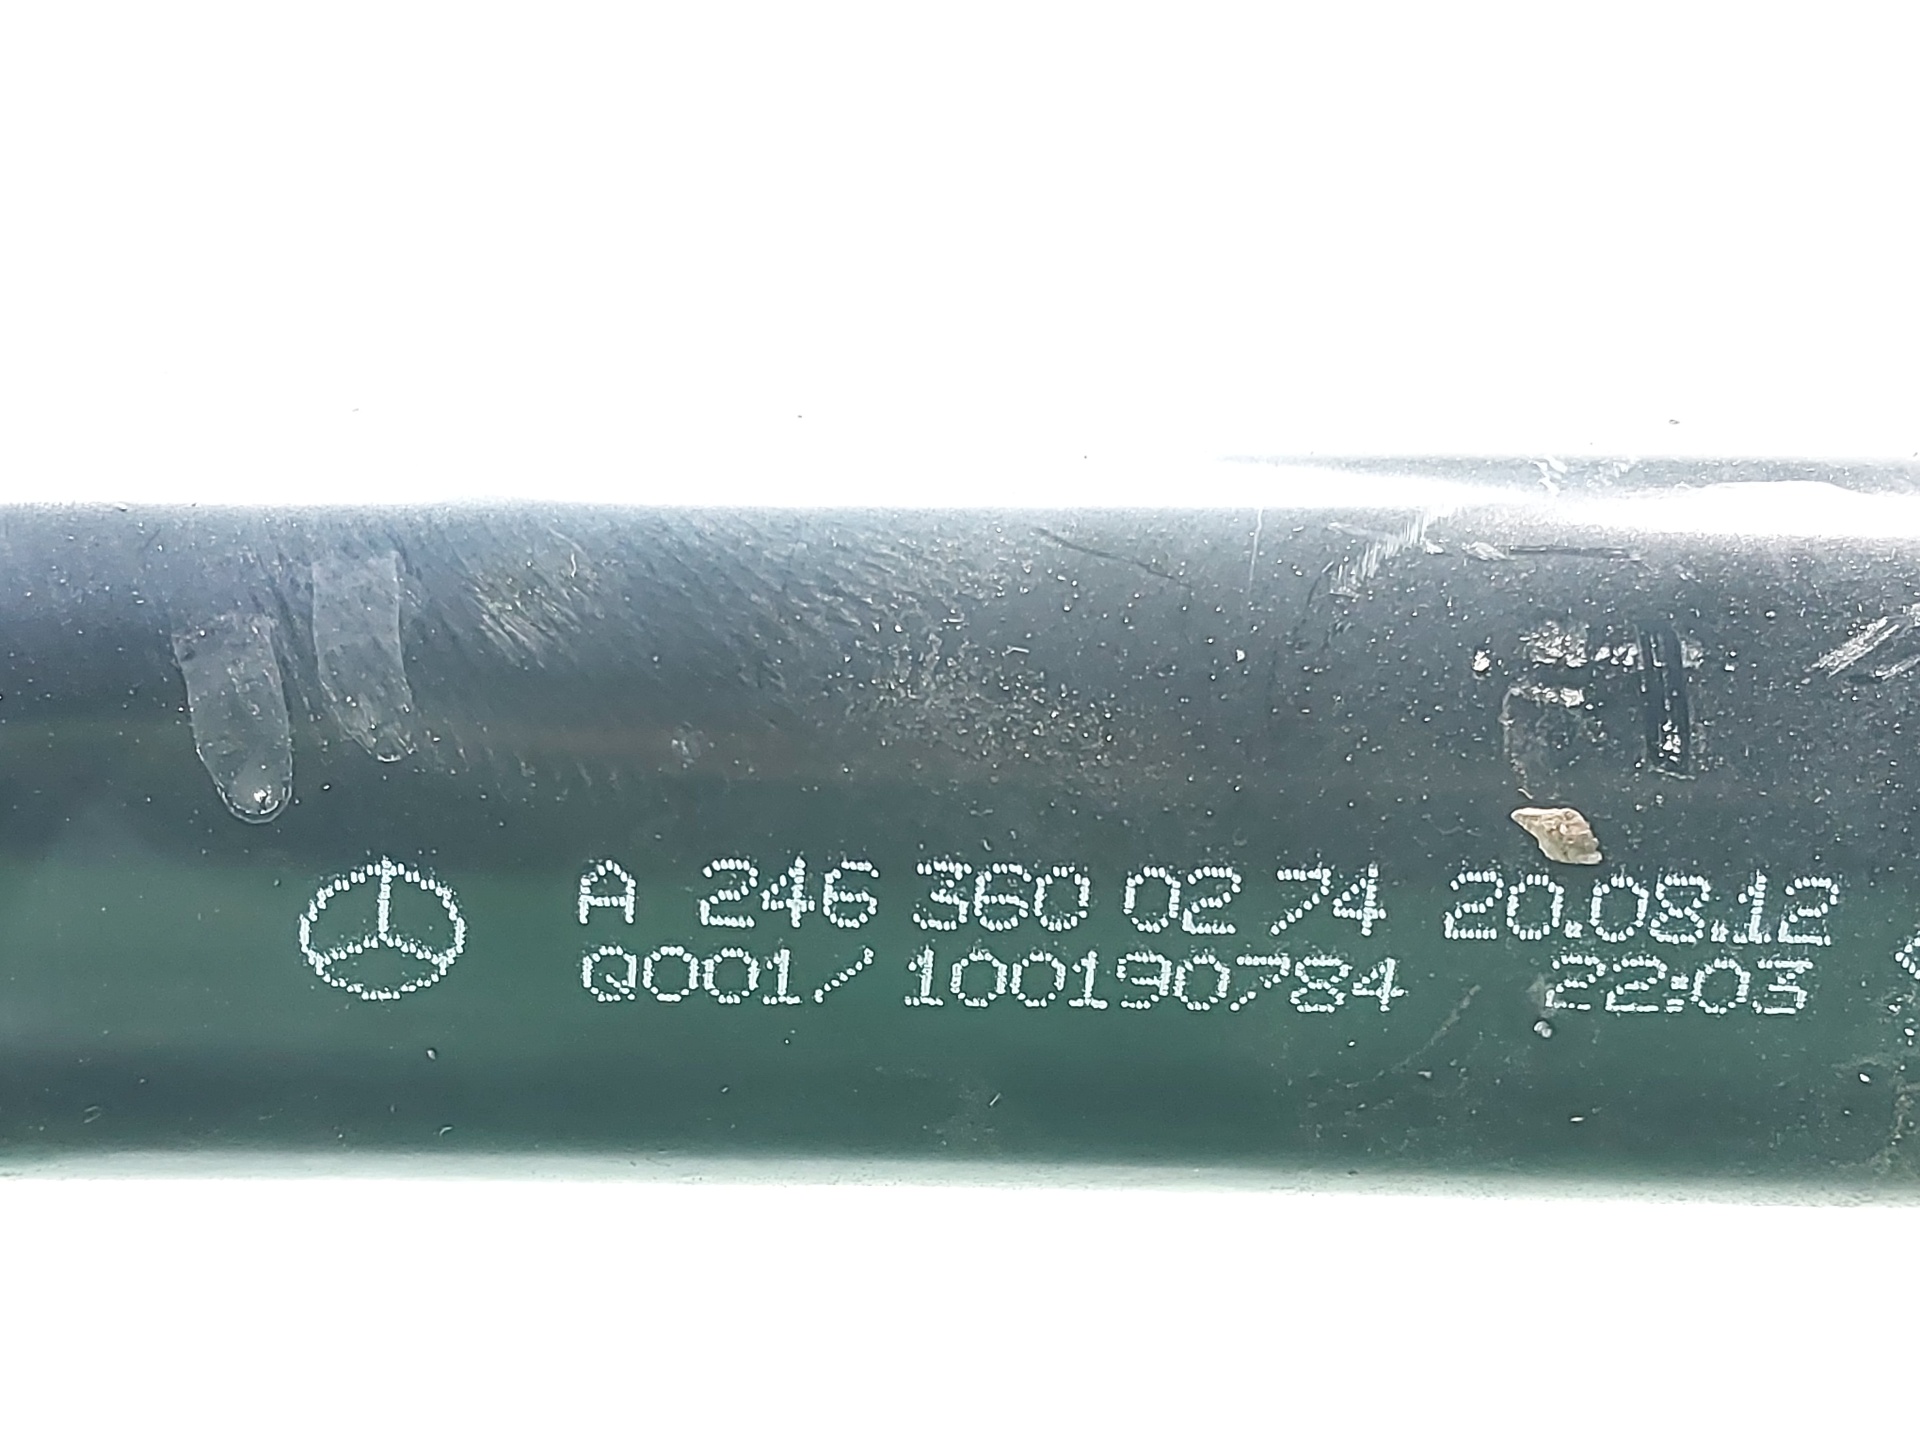 A 246 360 02 74 20.08.12
Q001/ 100190784 22:03